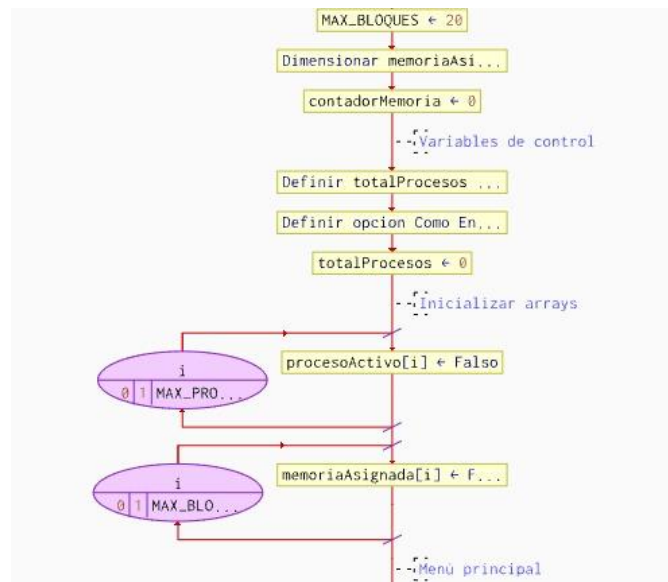 MAX_BLOQUES ← 20
Dimensionar memoriaAsi...
contadorMemoria ← 0
Variables de control
Definir totalProcesos ...
Definir opcion Como En...
totalProcesos ← 0
Inicializar arrays
procesoActivo[i] ← Falso
i
0 1 MAX_PRO...
memoriaAsignada[i] ← F...
i
0 1 MAX_BLO...
Menú principal